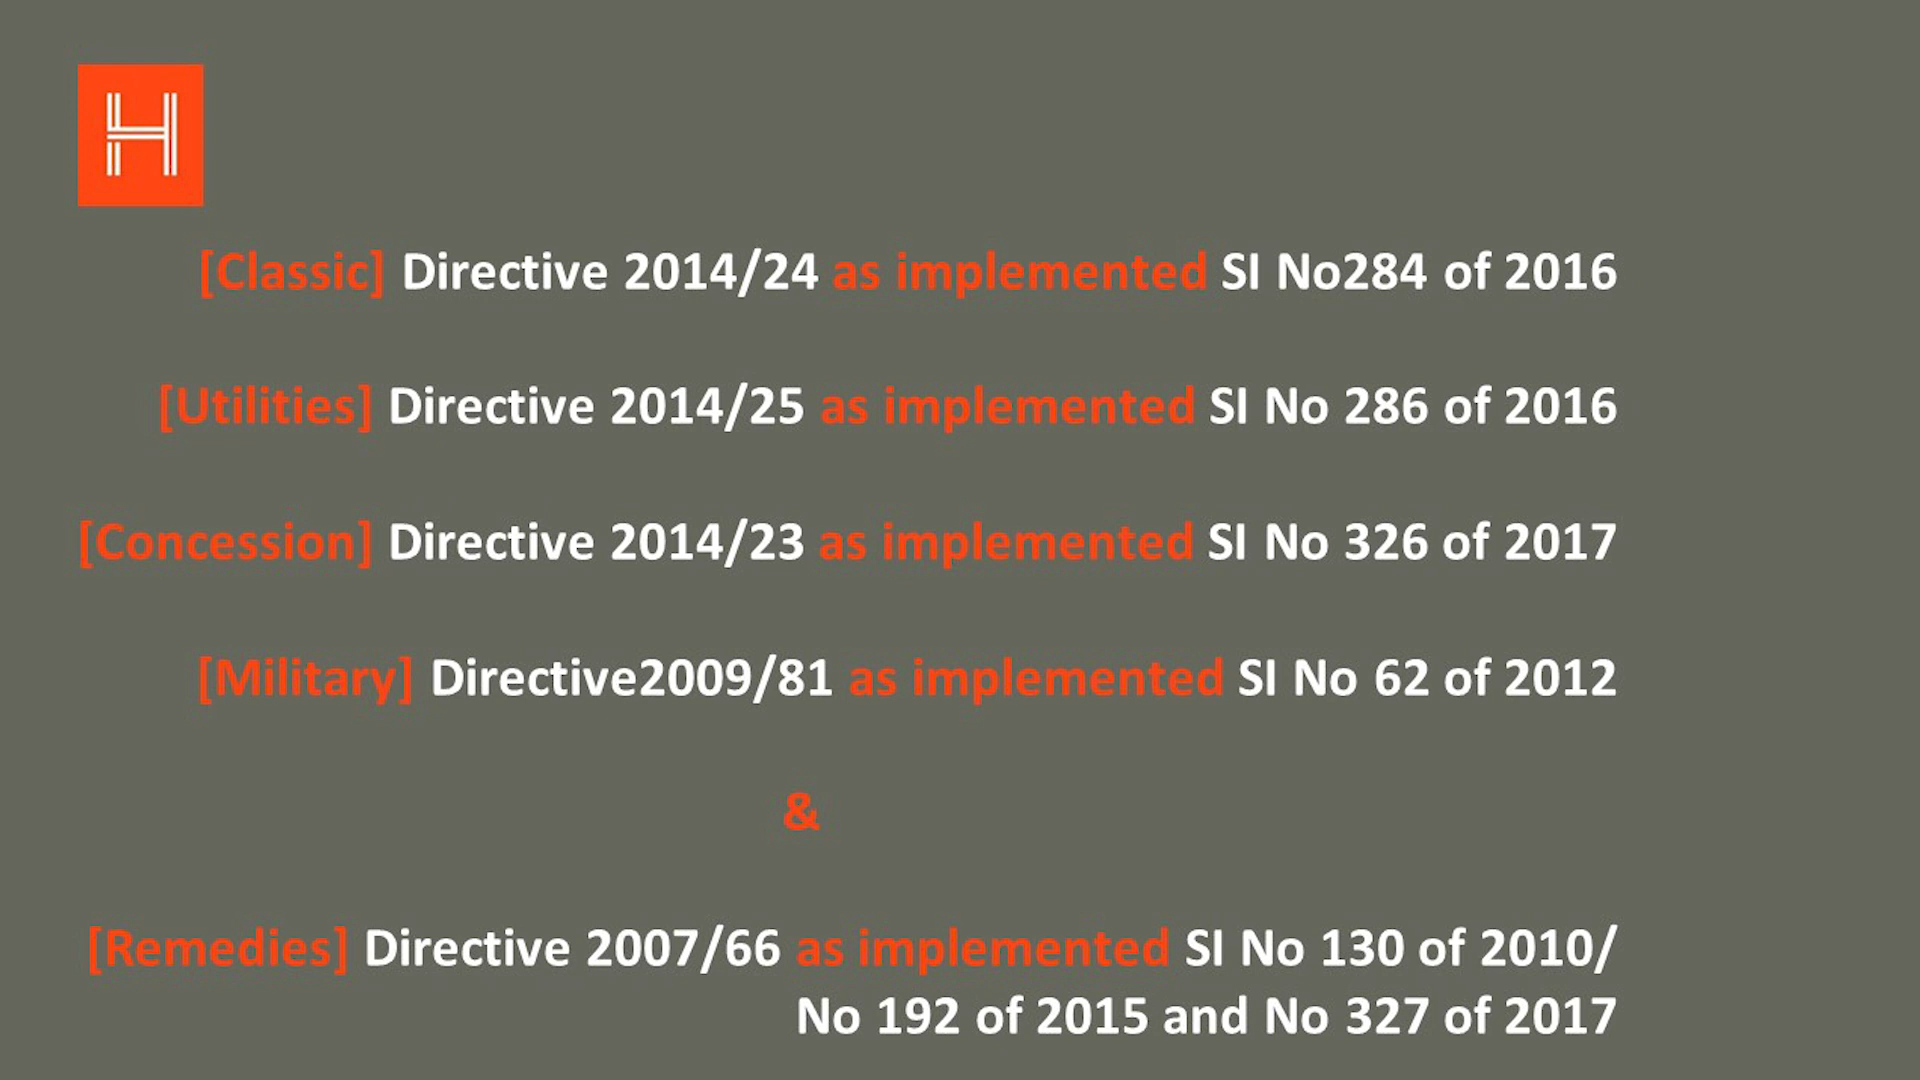 H
[Classic] Directive 2014/24 as implemented SI No284 of 2016
[Utilities] Directive 2014/25 as implemented SI No 286 of 2016
[Concession] Directive 2014/23 as implemented SI No 326 of 2017
[Military] Directive2009/81 as implemented SI No 62 of 2012
&
[Remedies] Directive 2007/66 as implemented SI No 130 of 2010/
No 192 of 2015 and No 327 of 2017